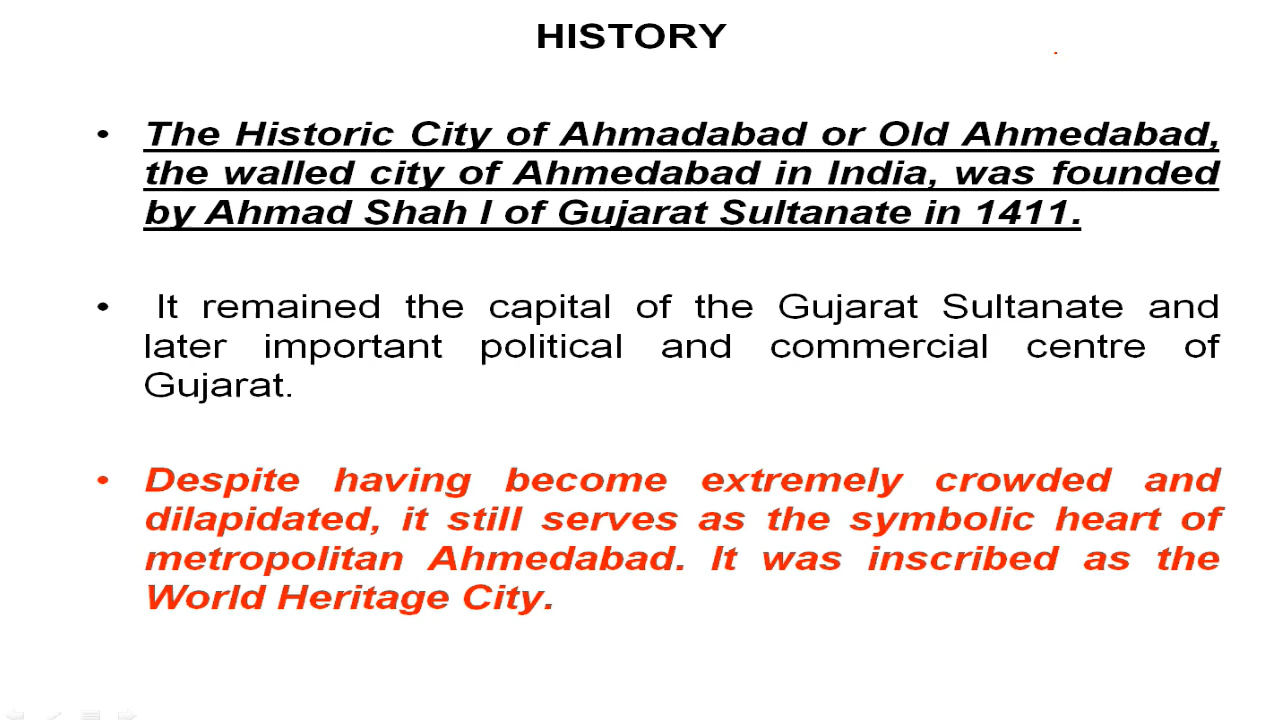 HISTORY
• The Historic City of Ahmadabad or Old Ahmedabad,
the walled city of Ahmedabad in India, was founded
by Ahmad Shah I of Gujarat Sultanate in 1411.
• It remained the capital of the Gujarat Sultanate and
later important political and commercial centre of
Gujarat.
• Despite having become extremely crowded and
dilapidated, it still serves as the symbolic heart of
metropolitan Ahmedabad. It was inscribed as the
World Heritage City.